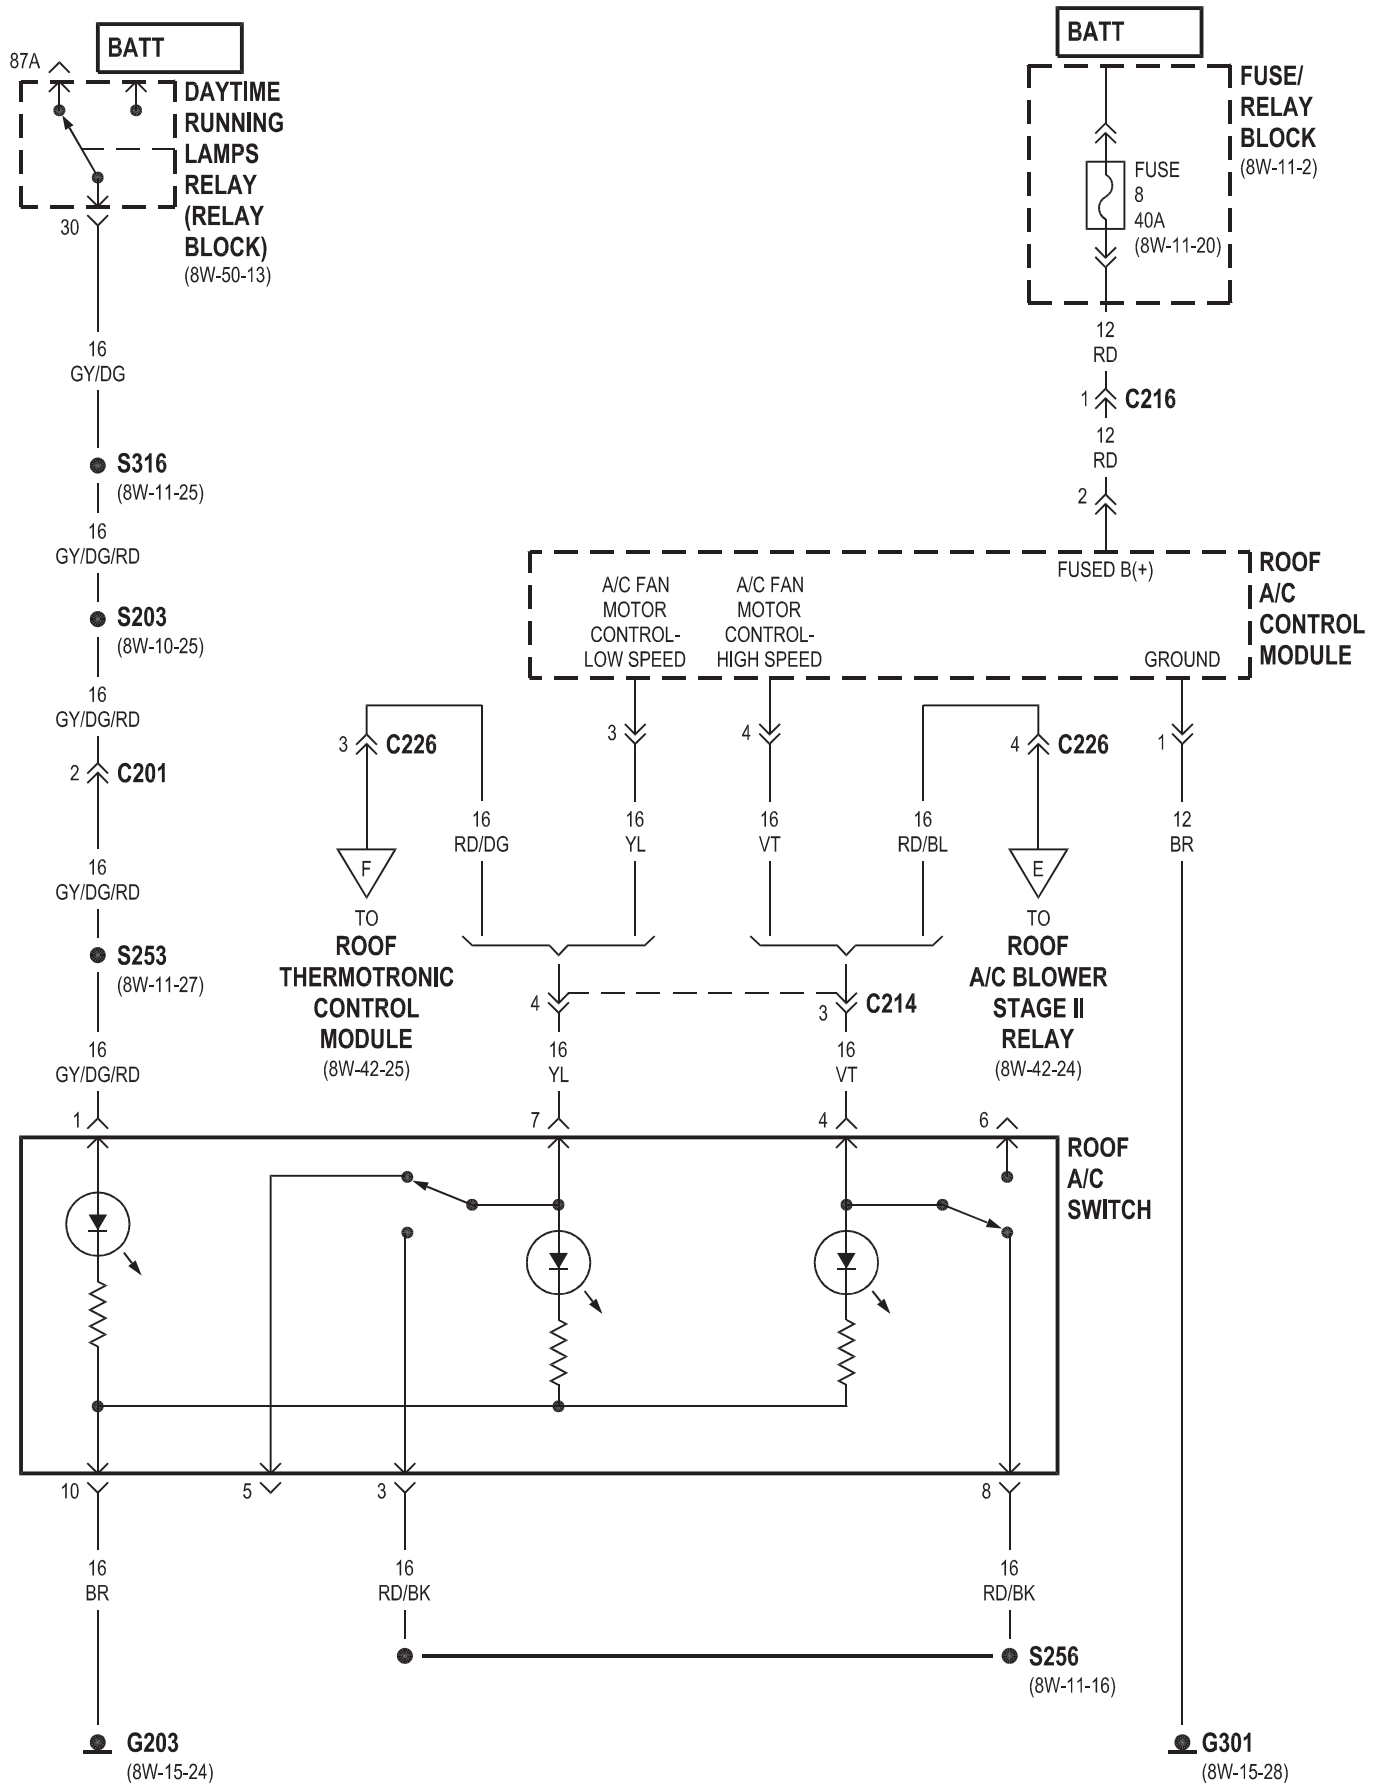 BATT
87A
DAYTIME
RUNNING
LAMPS
RELAY
(RELAY
BLOCK)
(8W-50-13)
30
BATT
FUSE/
RELAY
BLOCK
(8W-11-2)
FUSE
8
40A
(8W-11-20)
12
RD
1
C216
12
RD
2
16
GY/DG
S316
(8W-11-25)
16
GY/DG/RD
S203
(8W-10-25)
16
GY/DG/RD
2
C201
16
GY/DG/RD
S253
(8W-11-27)
16
GY/DG/RD
1
A/C FAN
MOTOR
CONTROL-
LOW SPEED
A/C FAN
MOTOR
CONTROL-
HIGH SPEED
FUSED B(+)
GROUND
ROOF
A/C
CONTROL
MODULE
3
C226
3
4
4
C226
1
16
RD/DG
16
YL
16
VT
16
RD/BL
12
BR
F
TO
ROOF
THERMOTRONIC
CONTROL
MODULE
(8W-42-25)
E
TO
ROOF
A/C BLOWER
STAGE II
RELAY
(8W-42-24)
4
3
C214
16
YL
16
VT
7
4
6
ROOF
A/C
SWITCH
10
5
3
8
16
BR
16
RD/BK
16
RD/BK
S256
(8W-11-16)
G203
(8W-15-24)
G301
(8W-15-28)